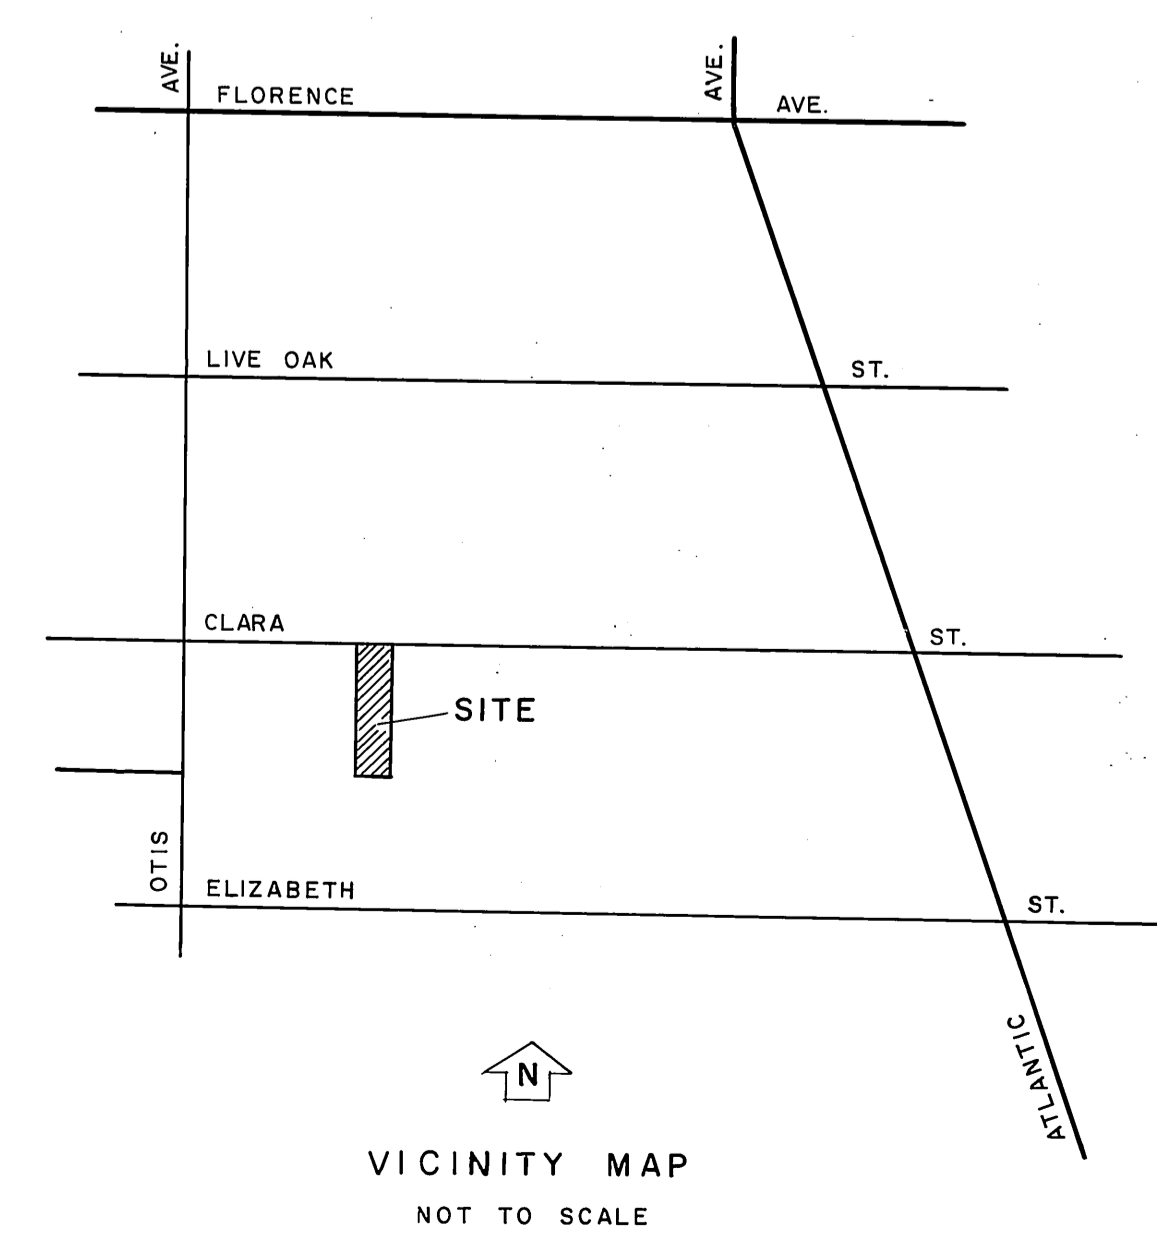 AVE.
AVE.
FLORENCE AVE.
LIVE OAK ST.
CLARA ST.
SITE
OTIS
ELIZABETH ST.
ATLANTIC
N
VICINITY MAP
NOT TO SCALE